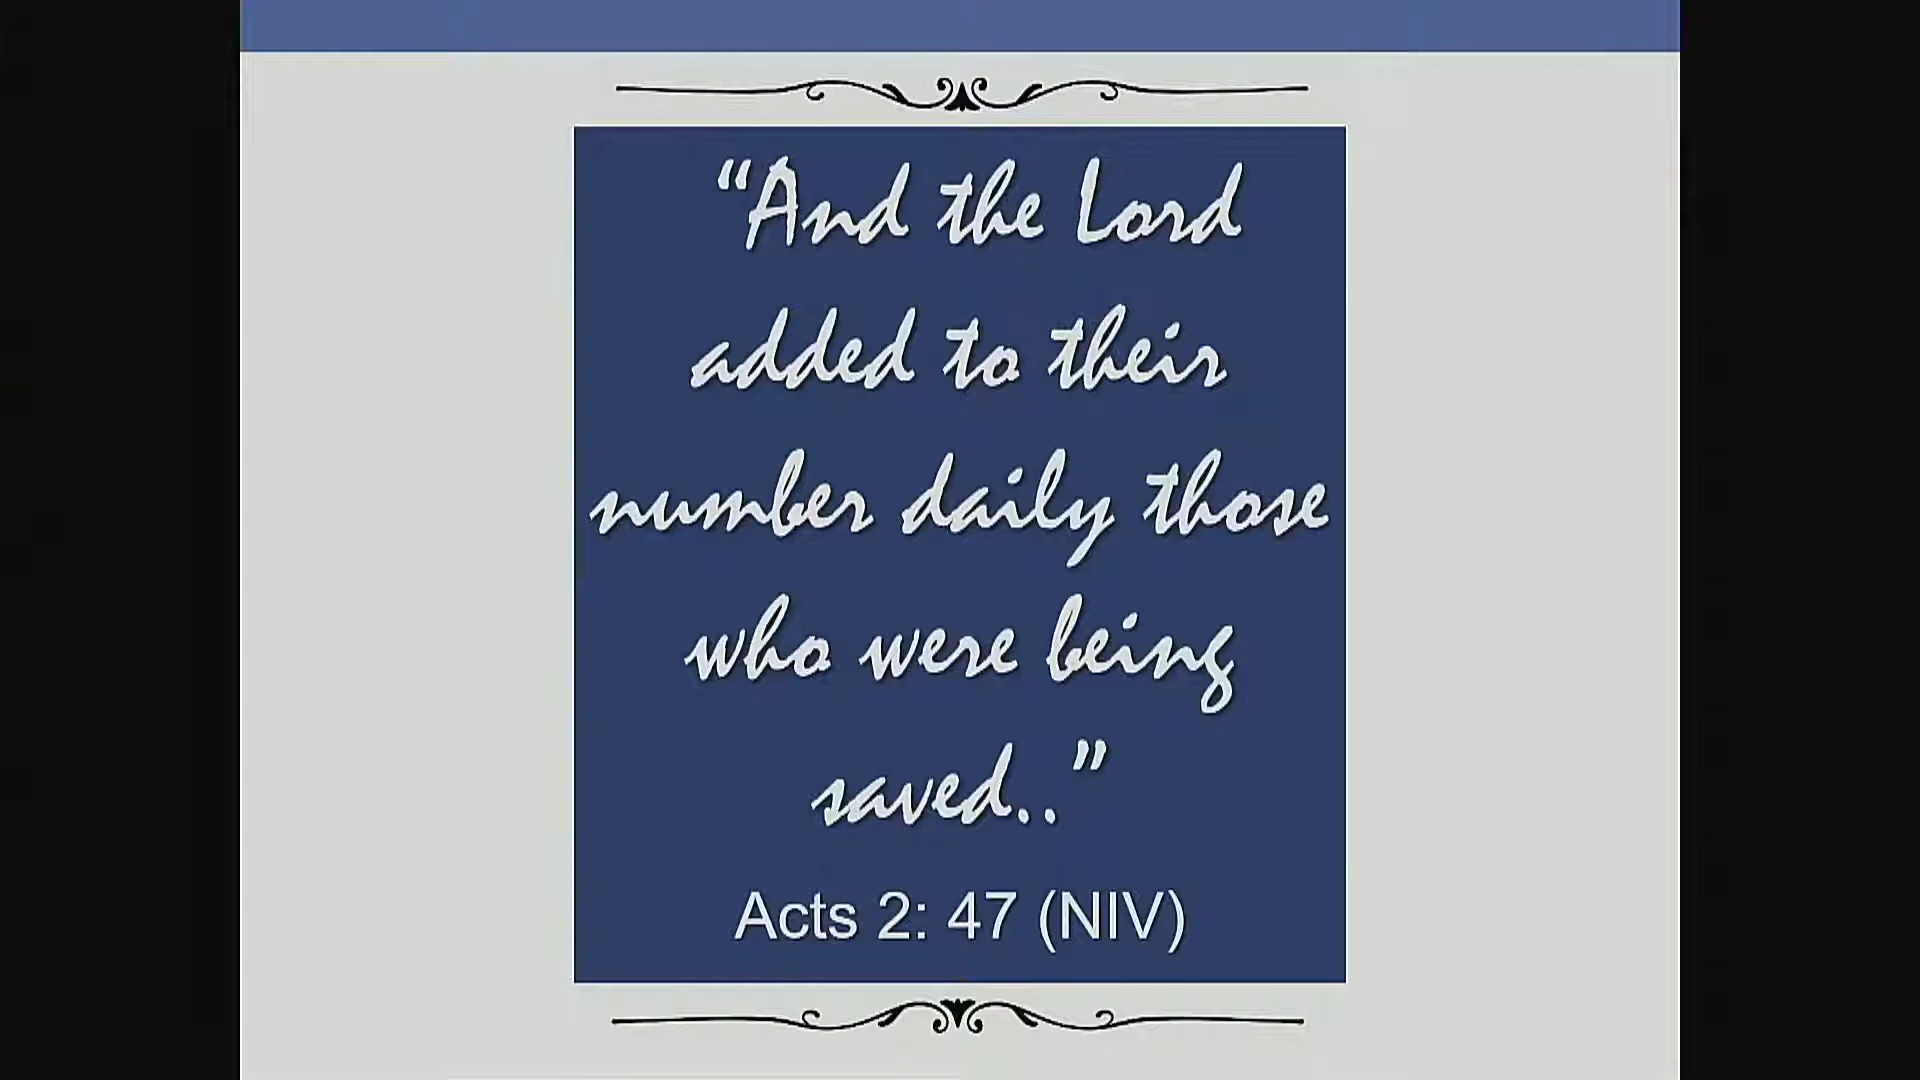 “And the Lord
added to their
number daily those
who were being
saved..”
Acts 2: 47 (NIV)